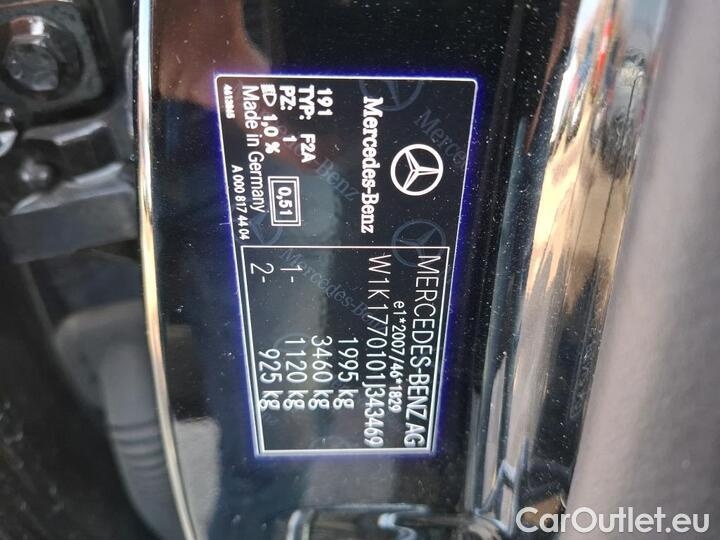 Mercedes-Benz
191
TYP: F2A
PZ: 1
1,0 %
0,51
Made in Germany
4613985
A 000 817 44 04
MERCEDES-BENZ AG
e1*2007/46*1829
W1K1770101J343469
1995 kg
3460 kg
1- 1120 kg
2- 925 kg
CarOutlet.eu